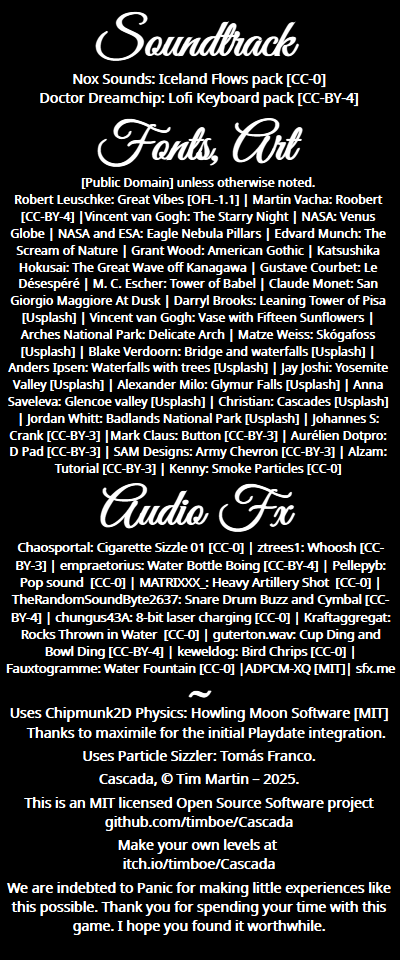 Soundtrack
Nox Sounds: Iceland Flows pack [CC-0]
Doctor Dreamchip: Lofi Keyboard pack [CC-BY-4]
Fonts, Art
[Public Domain] unless otherwise noted.
Robert Leuschke: Great Vibes [OFL-1.1] | Martin Vacha: Roobert
[CC-BY-4] |Vincent van Gogh: The Starry Night | NASA: Venus
Globe | NASA and ESA: Eagle Nebula Pillars | Edvard Munch: The
Scream of Nature | Grant Wood: American Gothic | Katsushika
Hokusai: The Great Wave off Kanagawa | Gustave Courbet: Le
Désespéré | M. C. Escher: Tower of Babel | Claude Monet: San
Giorgio Maggiore At Dusk | Darryl Brooks: Leaning Tower of Pisa
[Usplash] | Vincent van Gogh: Vase with Fifteen Sunflowers |
Arches National Park: Delicate Arch | Matze Weiss: Skógafoss
[Usplash] | Blake Verdoorn: Bridge and waterfalls [Usplash] |
Anders Ipsen: Waterfalls with trees [Usplash] | Jay Joshi: Yosemite
Valley [Usplash] | Alexander Milo: Glymur Falls [Usplash] | Anna
Saveleva: Glencoe valley [Usplash] | Christian: Cascades [Usplash]
| Jordan Whitt: Badlands National Park [Usplash] | Johannes S:
Crank [CC-BY-3] |Mark Claus: Button [CC-BY-3] | Aurélien Dotpro:
D Pad [CC-BY-3] | SAM Designs: Army Chevron [CC-BY-3] | Alzam:
Tutorial [CC-BY-3] | Kenny: Smoke Particles [CC-0]
Audio Fx
Chaosportal: Cigarette Sizzle 01 [CC-0] | ztrees1: Whoosh [CC-
BY-3] | empraetorius: Water Bottle Boing [CC-BY-4] | Pellepyb:
Pop sound  [CC-0] | MATRIXXX_: Heavy Artillery Shot  [CC-0] |
TheRandomSoundByte2637: Snare Drum Buzz and Cymbal [CC-
BY-4] | chungus43A: 8-bit laser charging [CC-0] | Kraftaggregat:
Rocks Thrown in Water  [CC-0] | guterton.wav: Cup Ding and
Bowl Ding [CC-BY-4] | keweldog: Bird Chrips [CC-0] |
Fauxtogramme: Water Fountain [CC-0] |ADPCM-XQ [MIT]| sfx.me
~
Uses Chipmunk2D Physics: Howling Moon Software [MIT]
Thanks to maximile for the initial Playdate integration.
Uses Particle Sizzler: Tomás Franco.
Cascada, © Tim Martin – 2025.
This is an MIT licensed Open Source Software project
github.com/timboe/Cascada
Make your own levels at
itch.io/timboe/Cascada
We are indebted to Panic for making little experiences like
this possible. Thank you for spending your time with this
game. I hope you found it worthwhile.